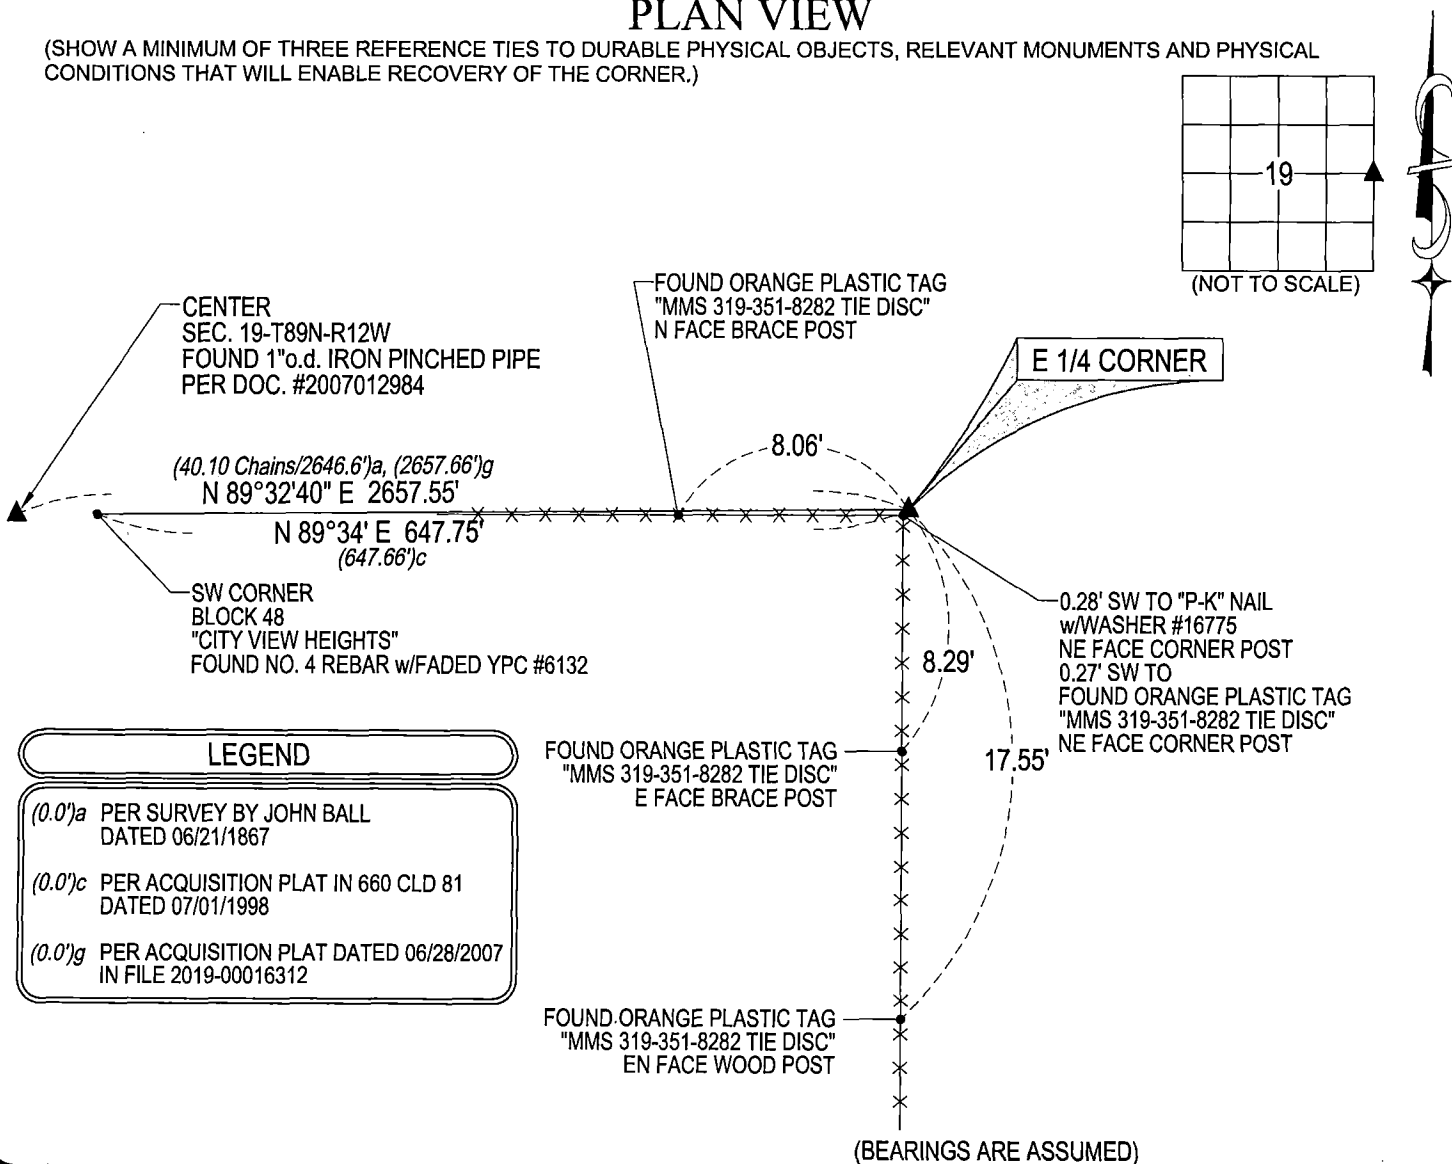 PLAN VIEW
(SHOW A MINIMUM OF THREE REFERENCE TIES TO DURABLE PHYSICAL OBJECTS, RELEVANT MONUMENTS AND PHYSICAL
CONDITIONS THAT WILL ENABLE RECOVERY OF THE CORNER.)
19
(NOT TO SCALE)
CENTER
SEC. 19-T89N-R12W
FOUND 1"o.d. IRON PINCHED PIPE
PER DOC. #2007012984
FOUND ORANGE PLASTIC TAG
"MMS 319-351-8282 TIE DISC"
N FACE BRACE POST
E 1/4 CORNER
8.06'
(40.10 Chains/2646.6')a, (2657.66')g
N 89°32'40" E 2657.55'
N 89°34' E 647.75'
(647.66')c
SW CORNER
BLOCK 48
"CITY VIEW HEIGHTS"
FOUND NO. 4 REBAR w/FADED YPC #6132
0.28' SW TO "P-K" NAIL
w/WASHER #16775
NE FACE CORNER POST
0.27' SW TO
FOUND ORANGE PLASTIC TAG
"MMS 319-351-8282 TIE DISC"
NE FACE CORNER POST
8.29'
17.55'
FOUND ORANGE PLASTIC TAG
"MMS 319-351-8282 TIE DISC"
E FACE BRACE POST
LEGEND
(0.0')a PER SURVEY BY JOHN BALL
DATED 06/21/1867
(0.0')c PER ACQUISITION PLAT IN 660 CLD 81
DATED 07/01/1998
(0.0')g PER ACQUISITION PLAT DATED 06/28/2007
IN FILE 2019-00016312
FOUND ORANGE PLASTIC TAG
"MMS 319-351-8282 TIE DISC"
EN FACE WOOD POST
(BEARINGS ARE ASSUMED)